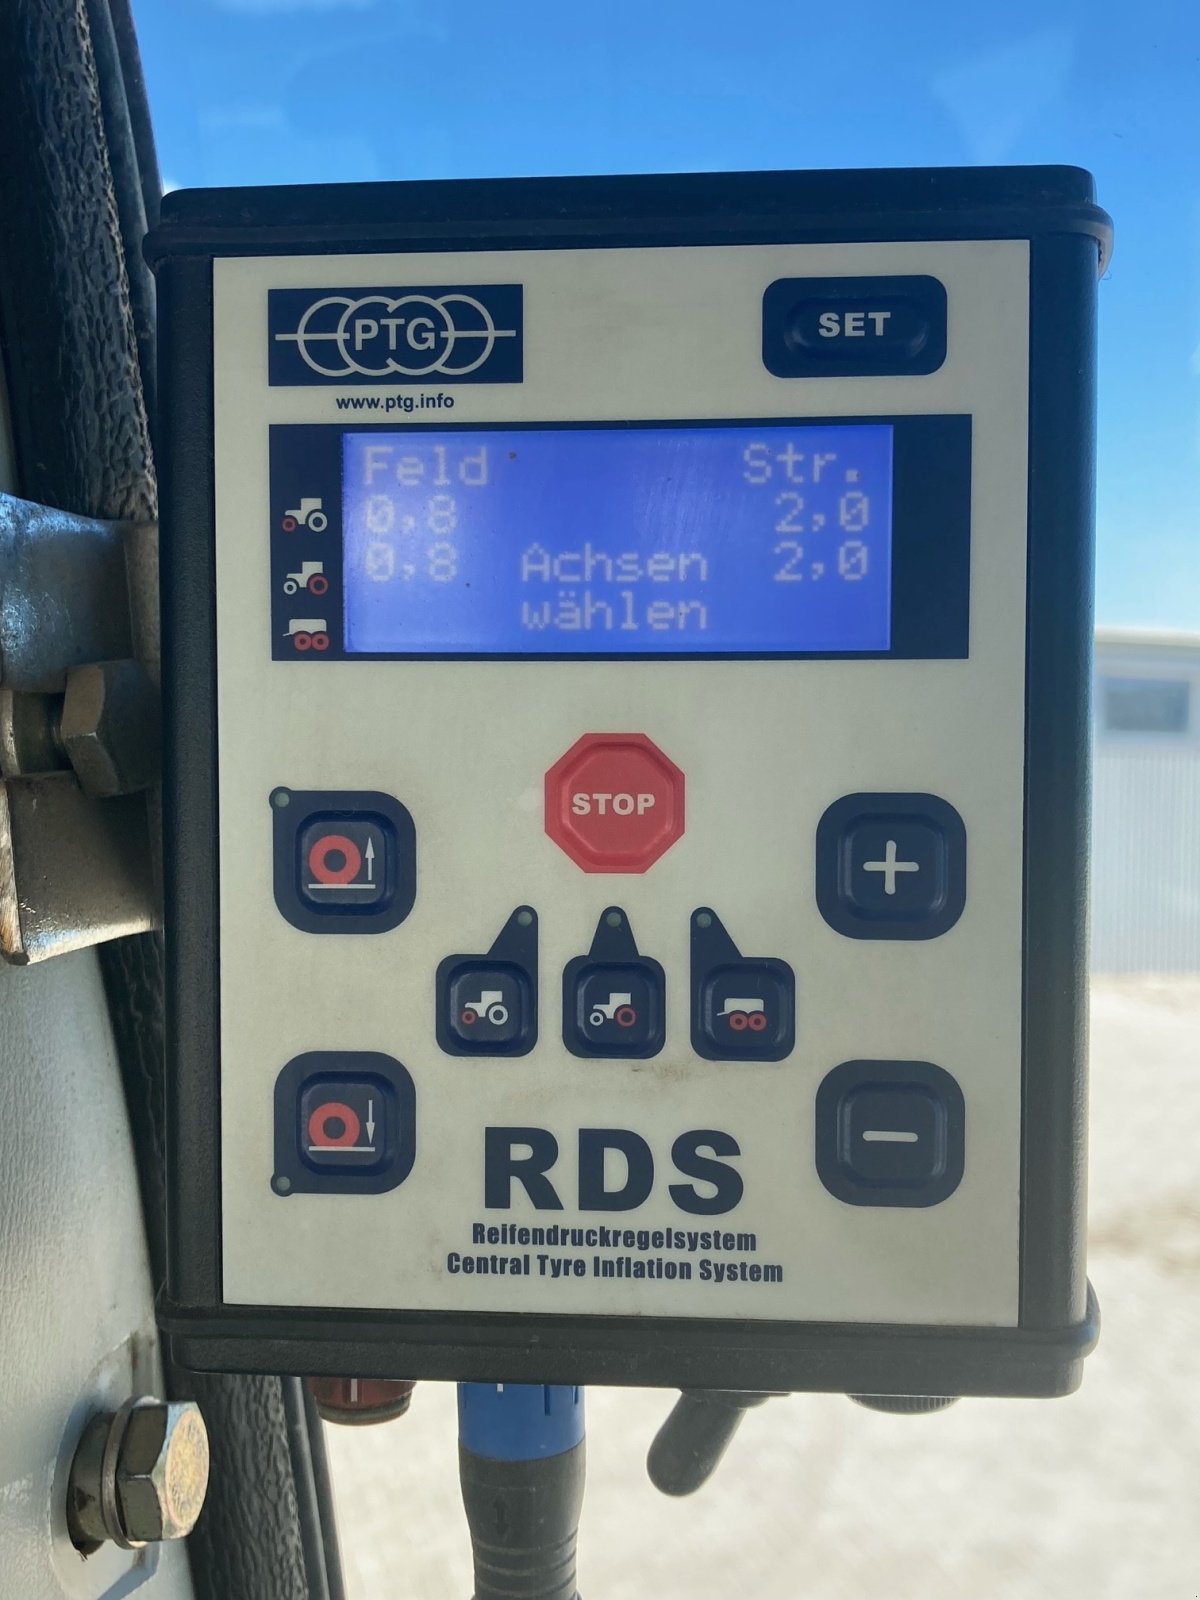 PTG
SET
www.ptg.info
Feld Str.
0,8 2,0
0,8 Achsen 2,0
wählen
STOP
RDS
Reifendruckregelsystem
Central Tyre Inflation System